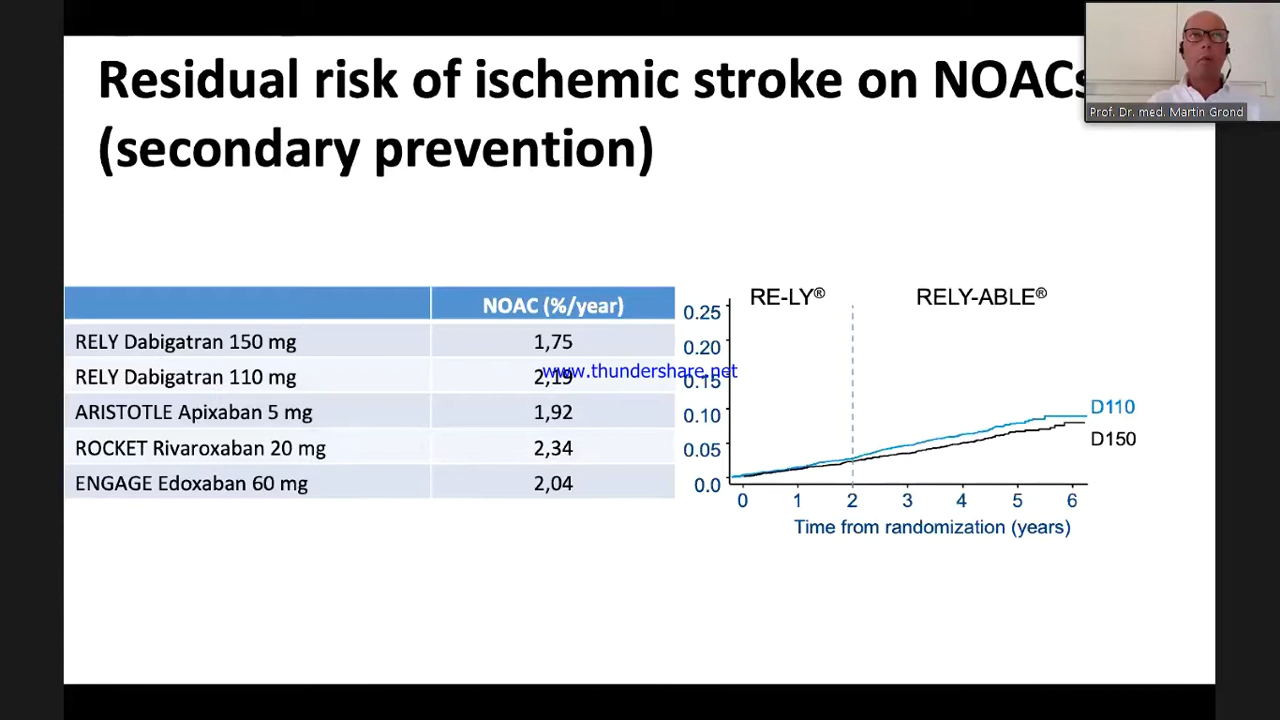 Residual risk of ischemic stroke on NOACs
(secondary prevention)
Prof. Dr. med. Martin Grond
NOAC (%/year)
RELY Dabigatran 150 mg 1,75
RELY Dabigatran 110 mg 2,19
ARISTOTLE Apixaban 5 mg 1,92
ROCKET Rivaroxaban 20 mg 2,34
ENGAGE Edoxaban 60 mg 2,04
www.thundershare.net
RE-LY® RELY-ABLE®
0.25
0.20
0.15
0.10
0.05
0.0
D110
D150
0 1 2 3 4 5 6
Time from randomization (years)